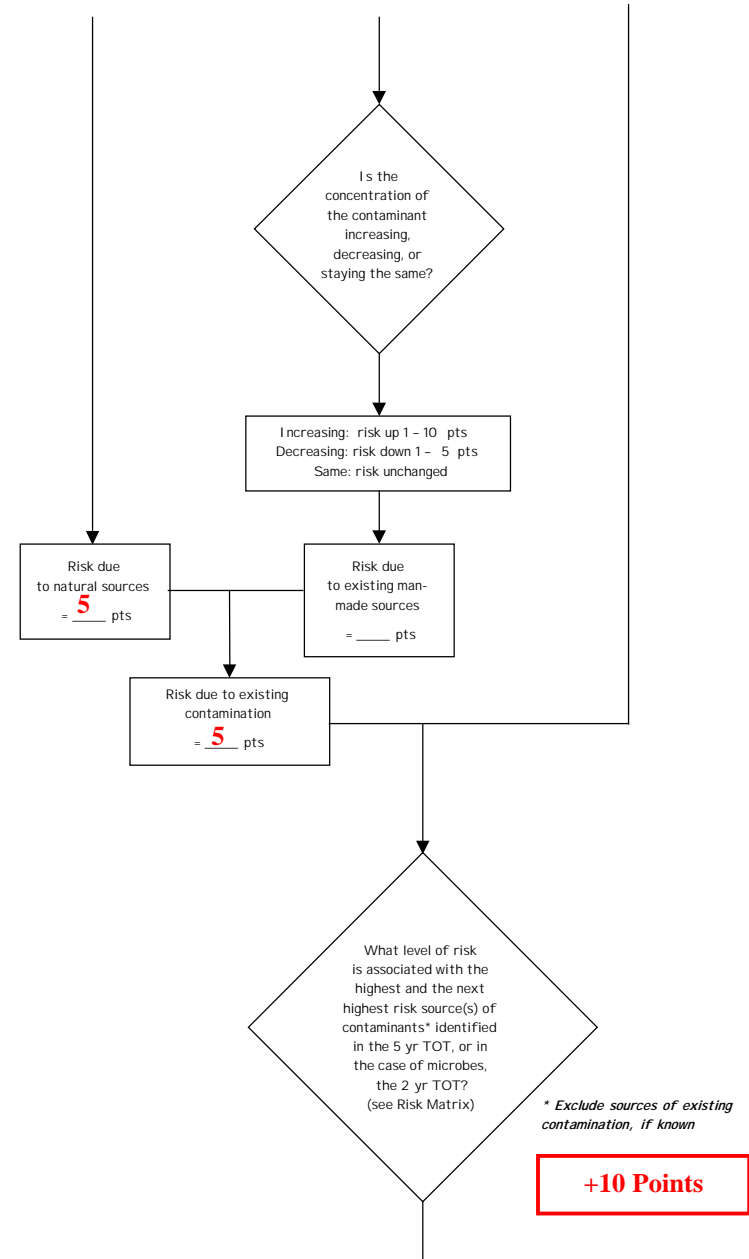 Is the
concentration of
the contaminant
increasing,
decreasing, or
staying the same?
Increasing: risk up 1 – 10 pts
Decreasing: risk down 1 – 5 pts
Same: risk unchanged
Risk due
to natural sources
= 5 pts
Risk due
to existing man-
made sources
= ____ pts
Risk due to existing
contamination
= 5 pts
What level of risk
is associated with the
highest and the next
highest risk source(s) of
contaminants* identified
in the 5 yr TOT, or in
the case of microbes,
the 2 yr TOT?
(see Risk Matrix)
* Exclude sources of existing
contamination, if known
+10 Points